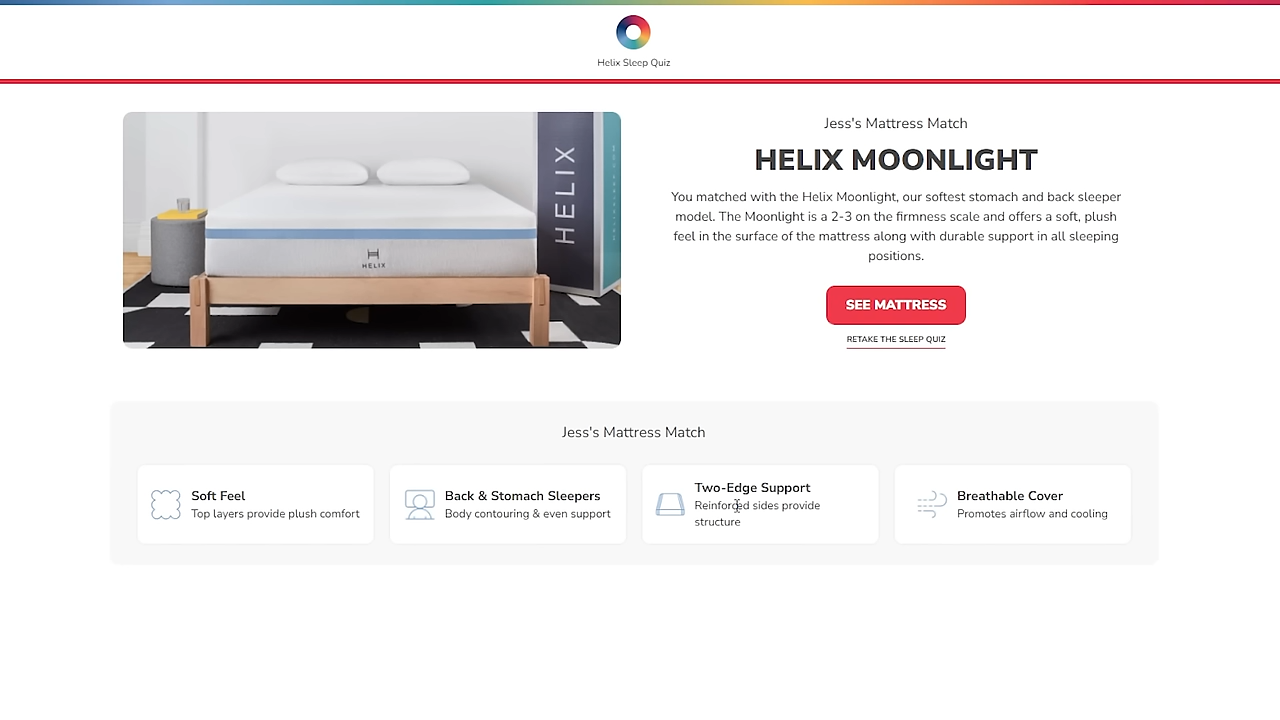 Helix Sleep Quiz
HELIX
HELIX
Jess's Mattress Match
HELIX MOONLIGHT
You matched with the Helix Moonlight, our softest stomach and back sleeper
model. The Moonlight is a 2-3 on the firmness scale and offers a soft, plush
feel in the surface of the mattress along with durable support in all sleeping
positions.
SEE MATTRESS
RETAKE THE SLEEP QUIZ
Jess's Mattress Match
Soft Feel
Top layers provide plush comfort
Back & Stomach Sleepers
Body contouring & even support
Two-Edge Support
Reinforced sides provide
structure
Breathable Cover
Promotes airflow and cooling